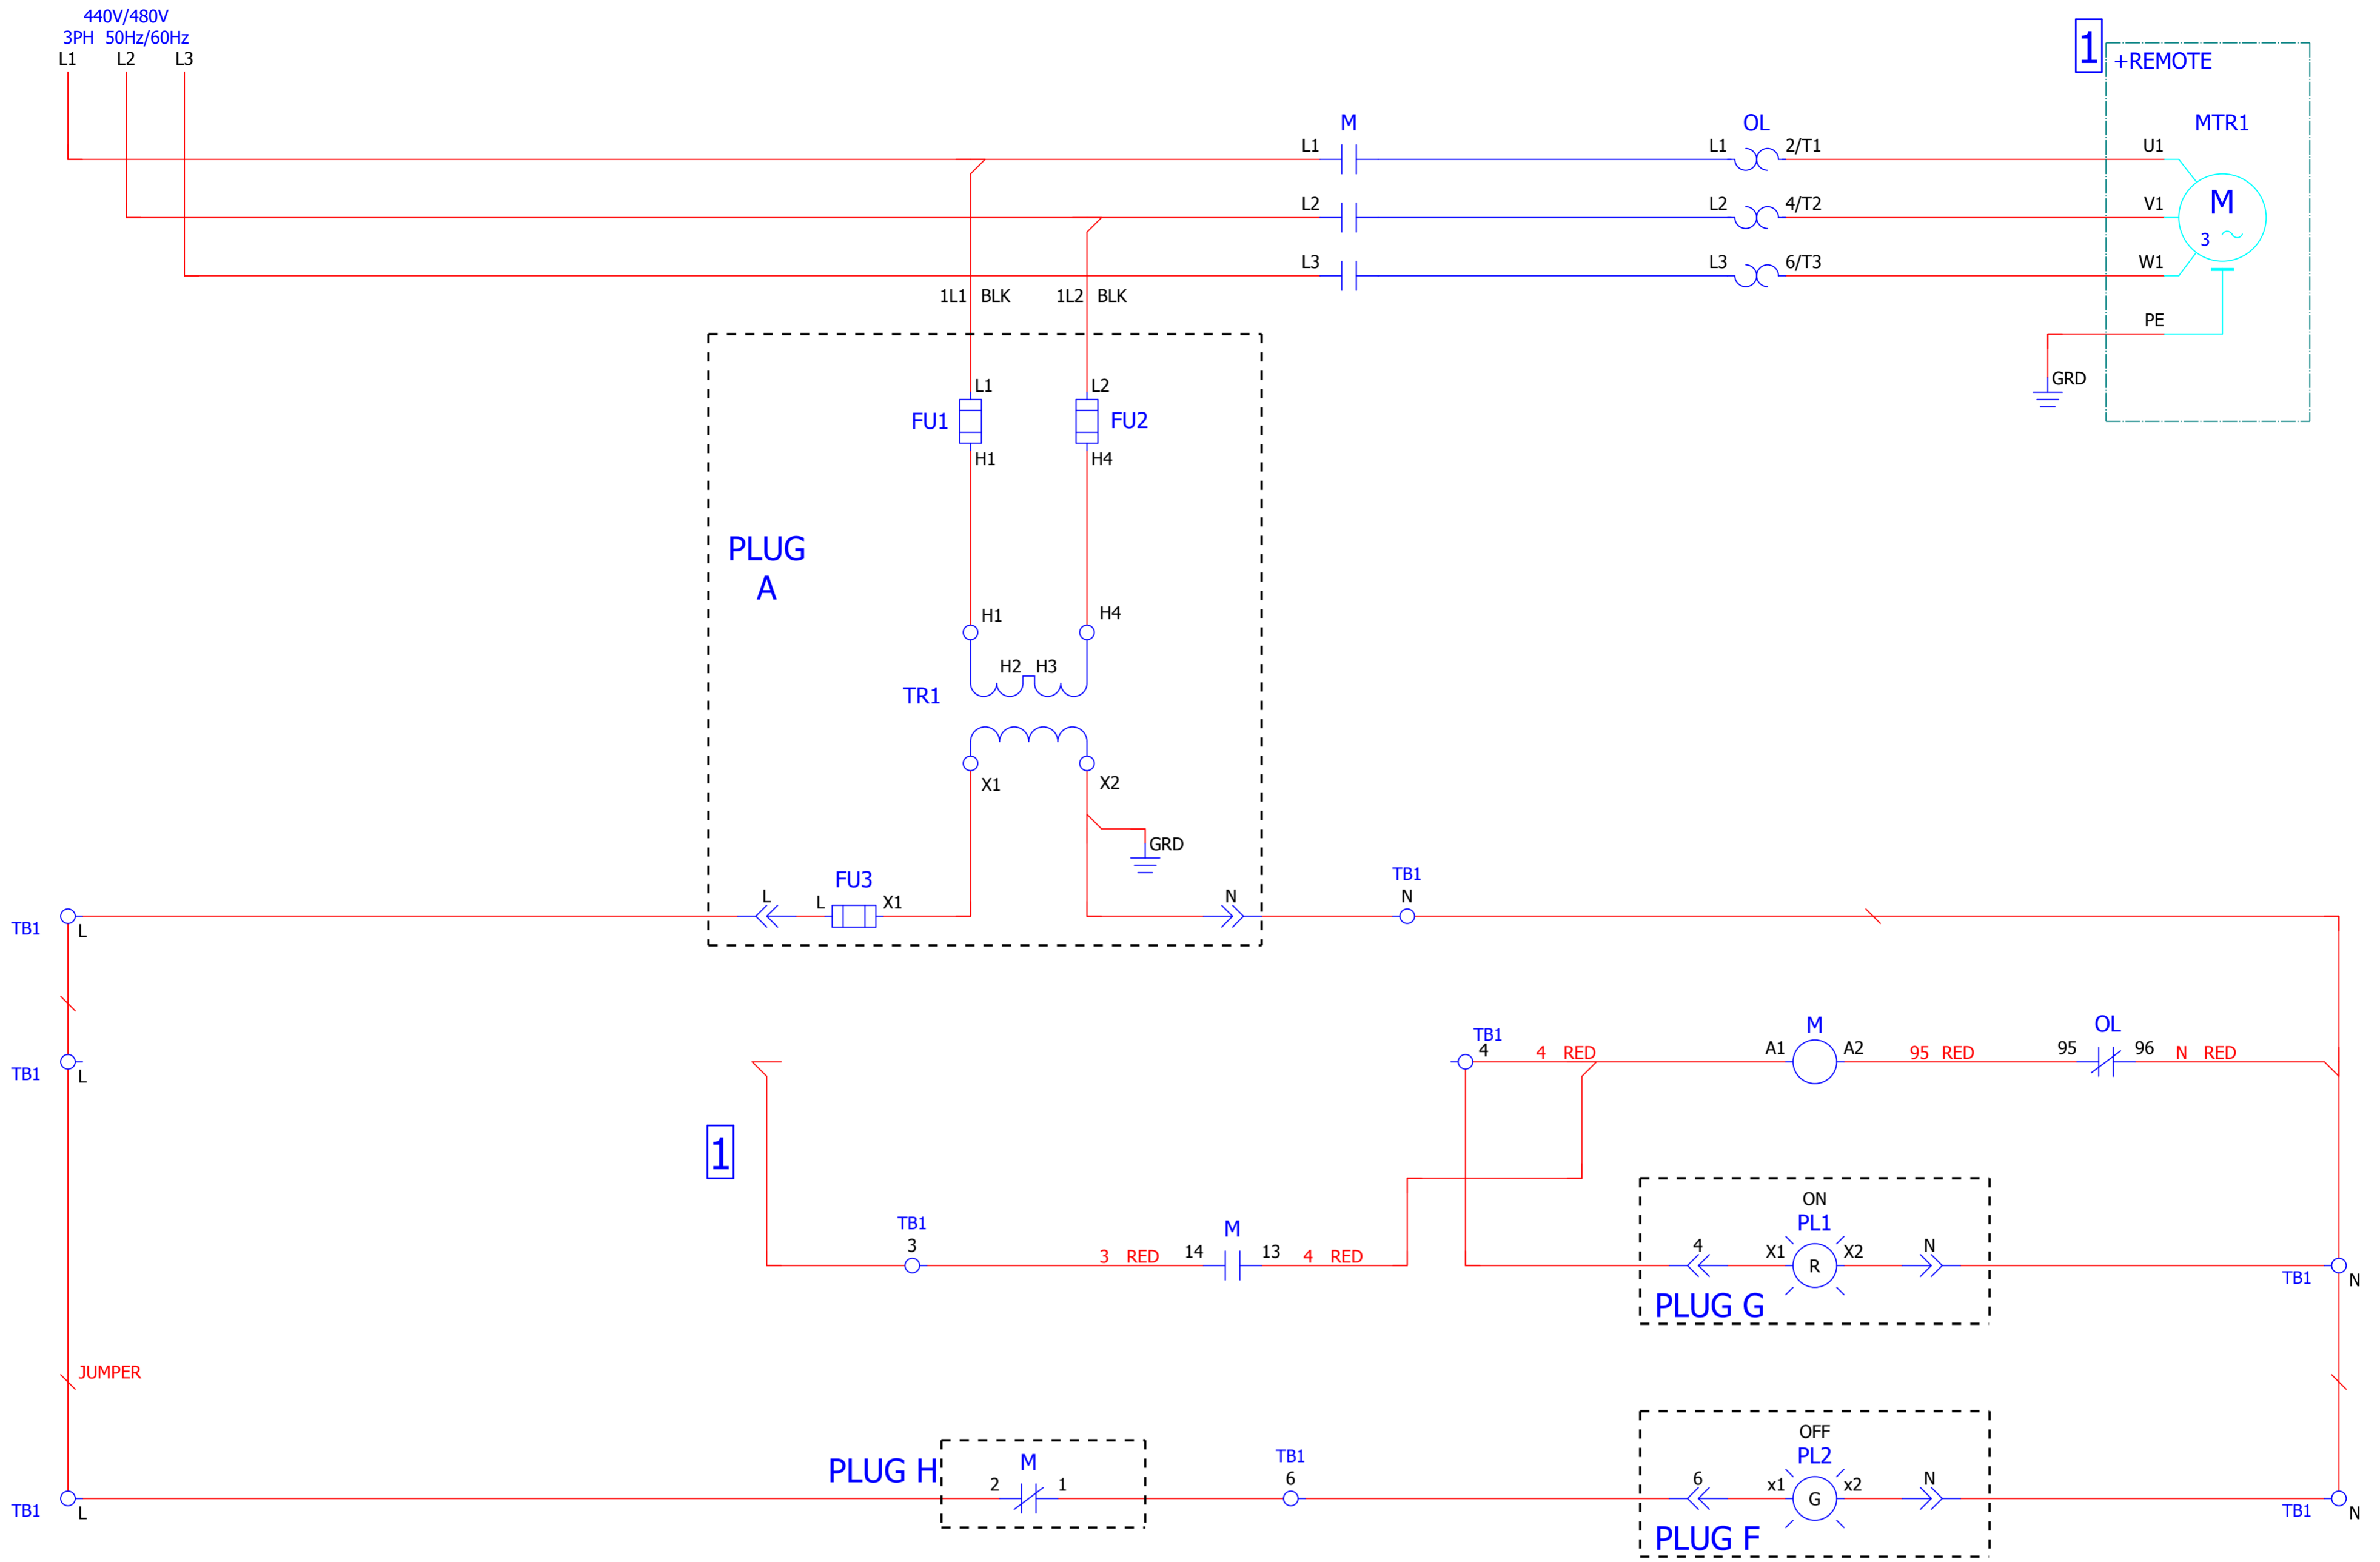 440V/480V
3PH 50Hz/60Hz
L1 L2 L3
1
+REMOTE
M
OL
MTR1
L1
L1
2/T1
U1
M
3
L2
L2
4/T2
V1
L3
L3
6/T3
W1
1L1 BLK
1L2 BLK
PE
GRD
L1
L2
FU1
FU2
H1
H4
PLUG
A
H1
H4
H2 H3
TR1
X1
X2
GRD
FU3
TB1
L
L
X1
N
N
TB1
L
TB1
4
4 RED
M
A1
A2
95 RED
OL
95
96
N RED
TB1
L
1
ON
PL1
TB1
3
3 RED
M
14
13
4 RED
4
X1
R
X2
N
PLUG G
TB1
N
JUMPER
OFF
PL2
PLUG H
M
2
1
TB1
6
6
x1
G
x2
N
PLUG F
TB1
L
TB1
N